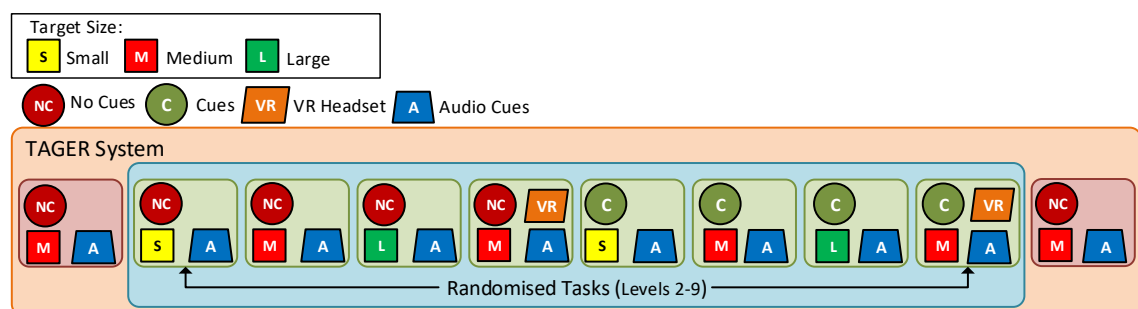 Target Size:
S Small M Medium L Large
NC No Cues C Cues VR VR Headset A Audio Cues
TAGER System
NC NC NC NC NC VR C C C C VR NC
M A S A M A L A M A S A M A L A M A M A
Randomised Tasks (Levels 2-9)